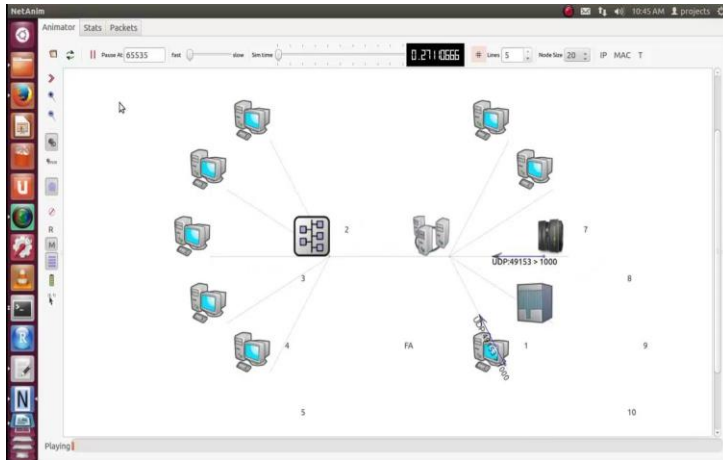 NetAnim
10:45 AM projects
Animator Stats Packets
Pause At: 65535 fast slow Sim time 0.27110666 Lines 5 Node Size 20 IP MAC T
R
M
2
7
UDP:49153 > 1000
3
8
4
FA
1
9
5
10
Playing